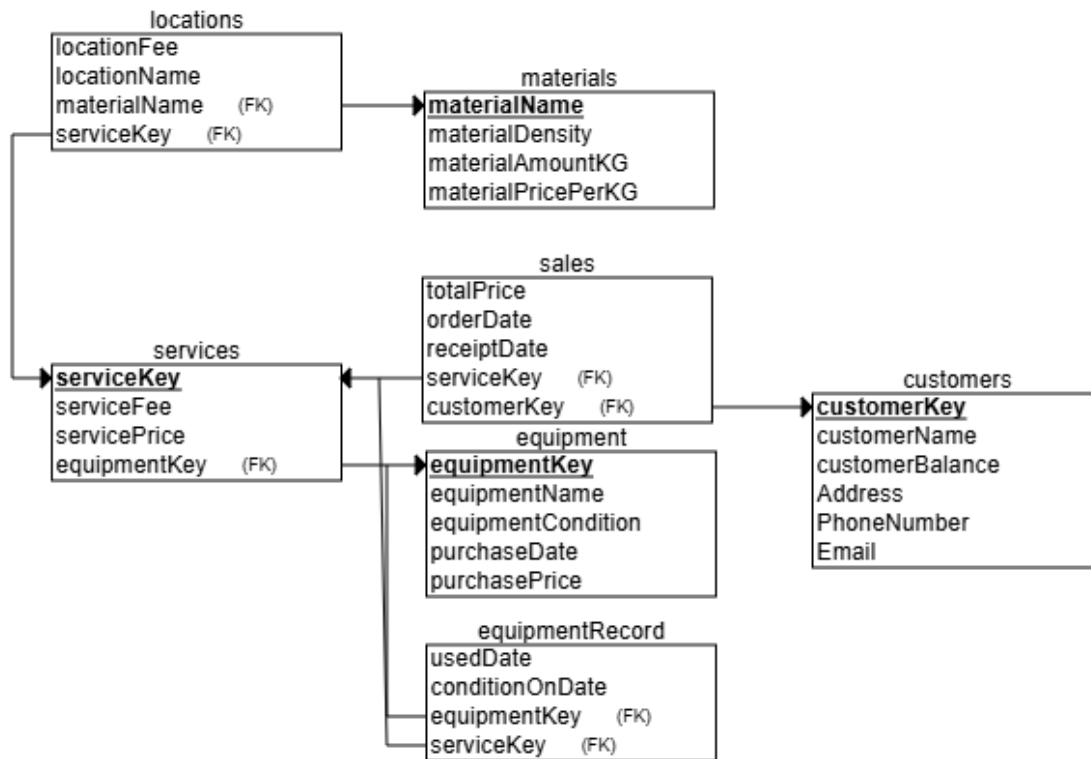 locations
locationFee
locationName
materialName (FK)
serviceKey (FK)
materials
materialName
materialDensity
materialAmountKG
materialPricePerKG
sales
totalPrice
orderDate
receiptDate
serviceKey (FK)
customerKey (FK)
services
serviceKey
serviceFee
servicePrice
equipmentKey (FK)
customers
customerKey
customerName
customerBalance
Address
PhoneNumber
Email
equipment
equipmentKey
equipmentName
equipmentCondition
purchaseDate
purchasePrice
equipmentRecord
usedDate
conditionOnDate
equipmentKey (FK)
serviceKey (FK)